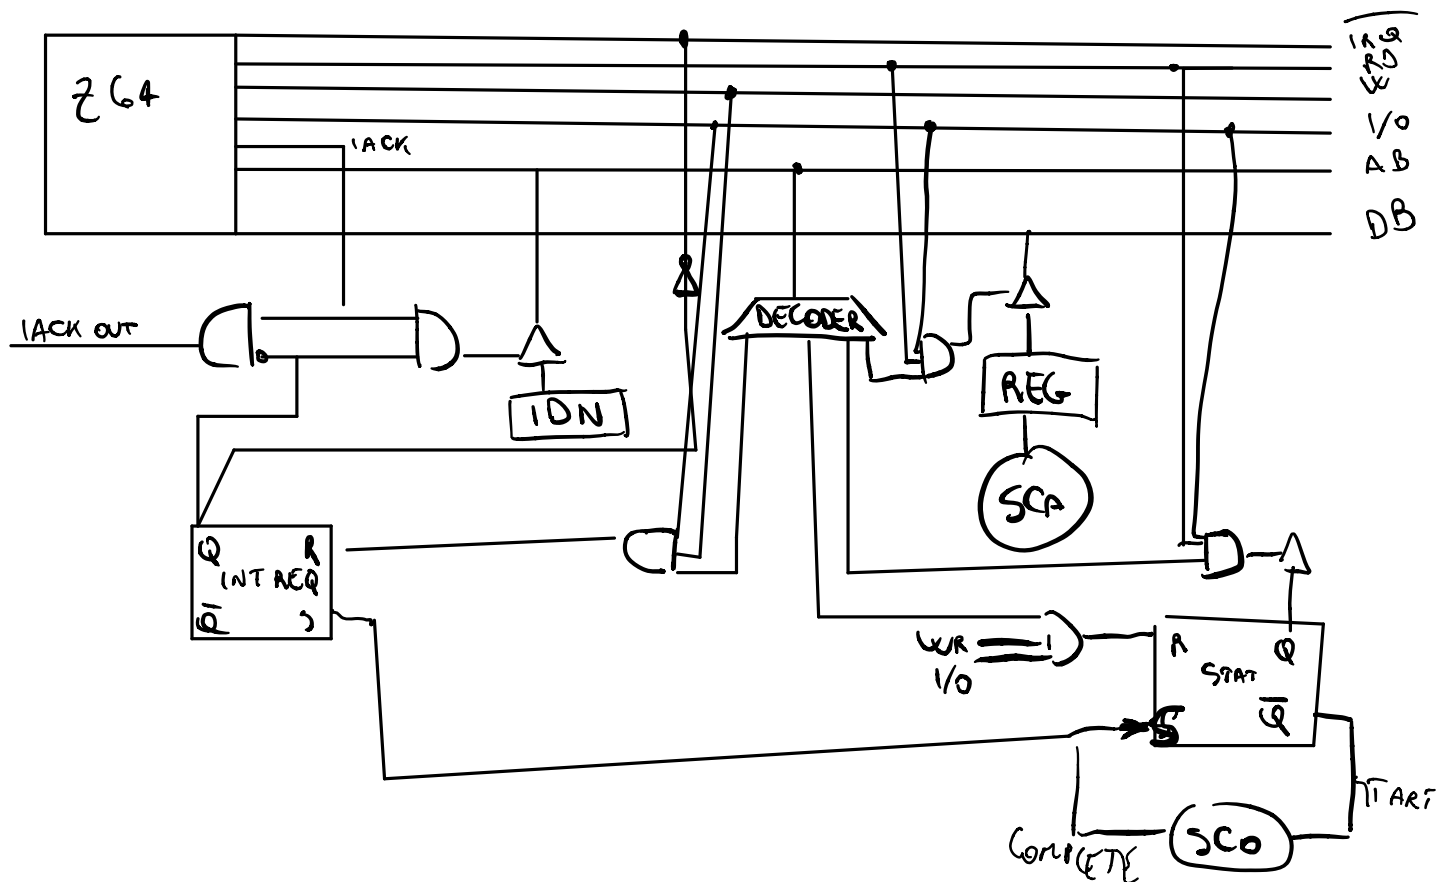 IRQ
RD
Z64
WR
I/O
IACK
AB
DB
IACK OUT
DECODER
IDN
REG
SCA
Q R
INT REQ
Q
WR
I/O
R Q
STAT
S Q
START
SCO
COMPLETE